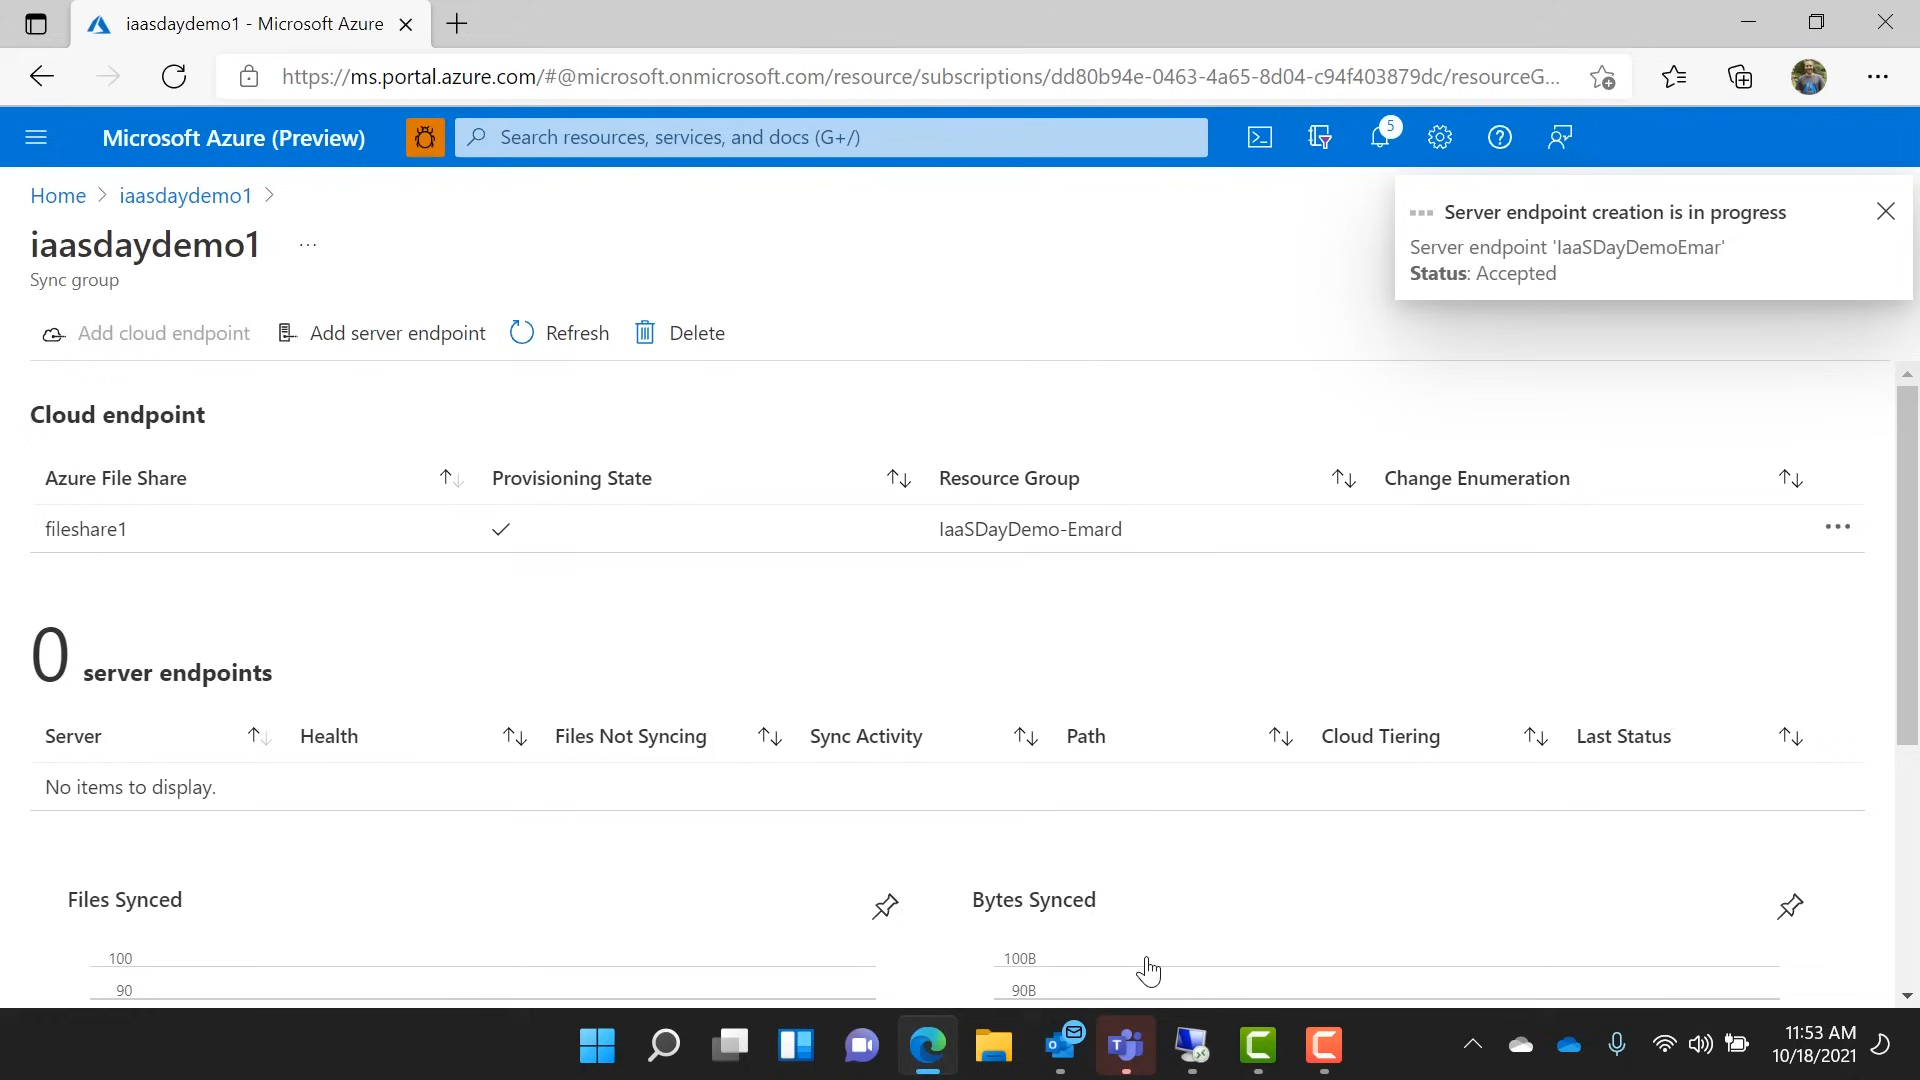 iaasdaydemo1 - Microsoft Azure
https://ms.portal.azure.com/#@microsoft.onmicrosoft.com/resource/subscriptions/dd80b94e-0463-4a65-8d04-c94f403879dc/resourceG...
Microsoft Azure (Preview)
Search resources, services, and docs (G+/)
5
Home > iaasdaydemo1 >
iaasdaydemo1 ...
Sync group
Server endpoint creation is in progress
Server endpoint 'IaaSDayDemoEmar'
Status: Accepted
Add cloud endpoint Add server endpoint Refresh Delete
Cloud endpoint
Azure File Share Provisioning State Resource Group Change Enumeration
fileshare1 ✓ IaaSDayDemo-Emard ...
0 server endpoints
Server Health Files Not Syncing Sync Activity Path Cloud Tiering Last Status
No items to display.
Files Synced Bytes Synced
100 100B
90 90B
11:53 AM
10/18/2021